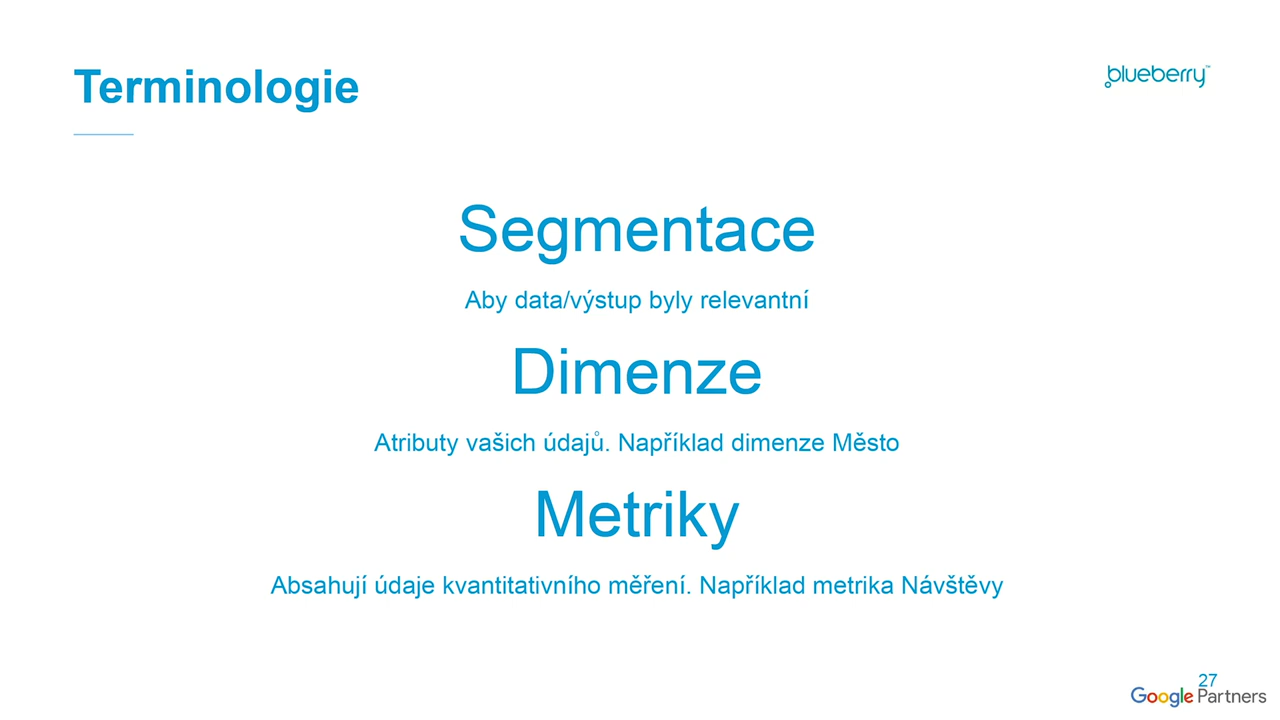 Terminologie
blueberry™
Segmentace
Aby data/výstup byly relevantní
Dimenze
Atributy vašich údajů. Například dimenze Město
Metriky
Absahují údaje kvantitativního měření. Například metrika Návštěvy
27
Google Partners